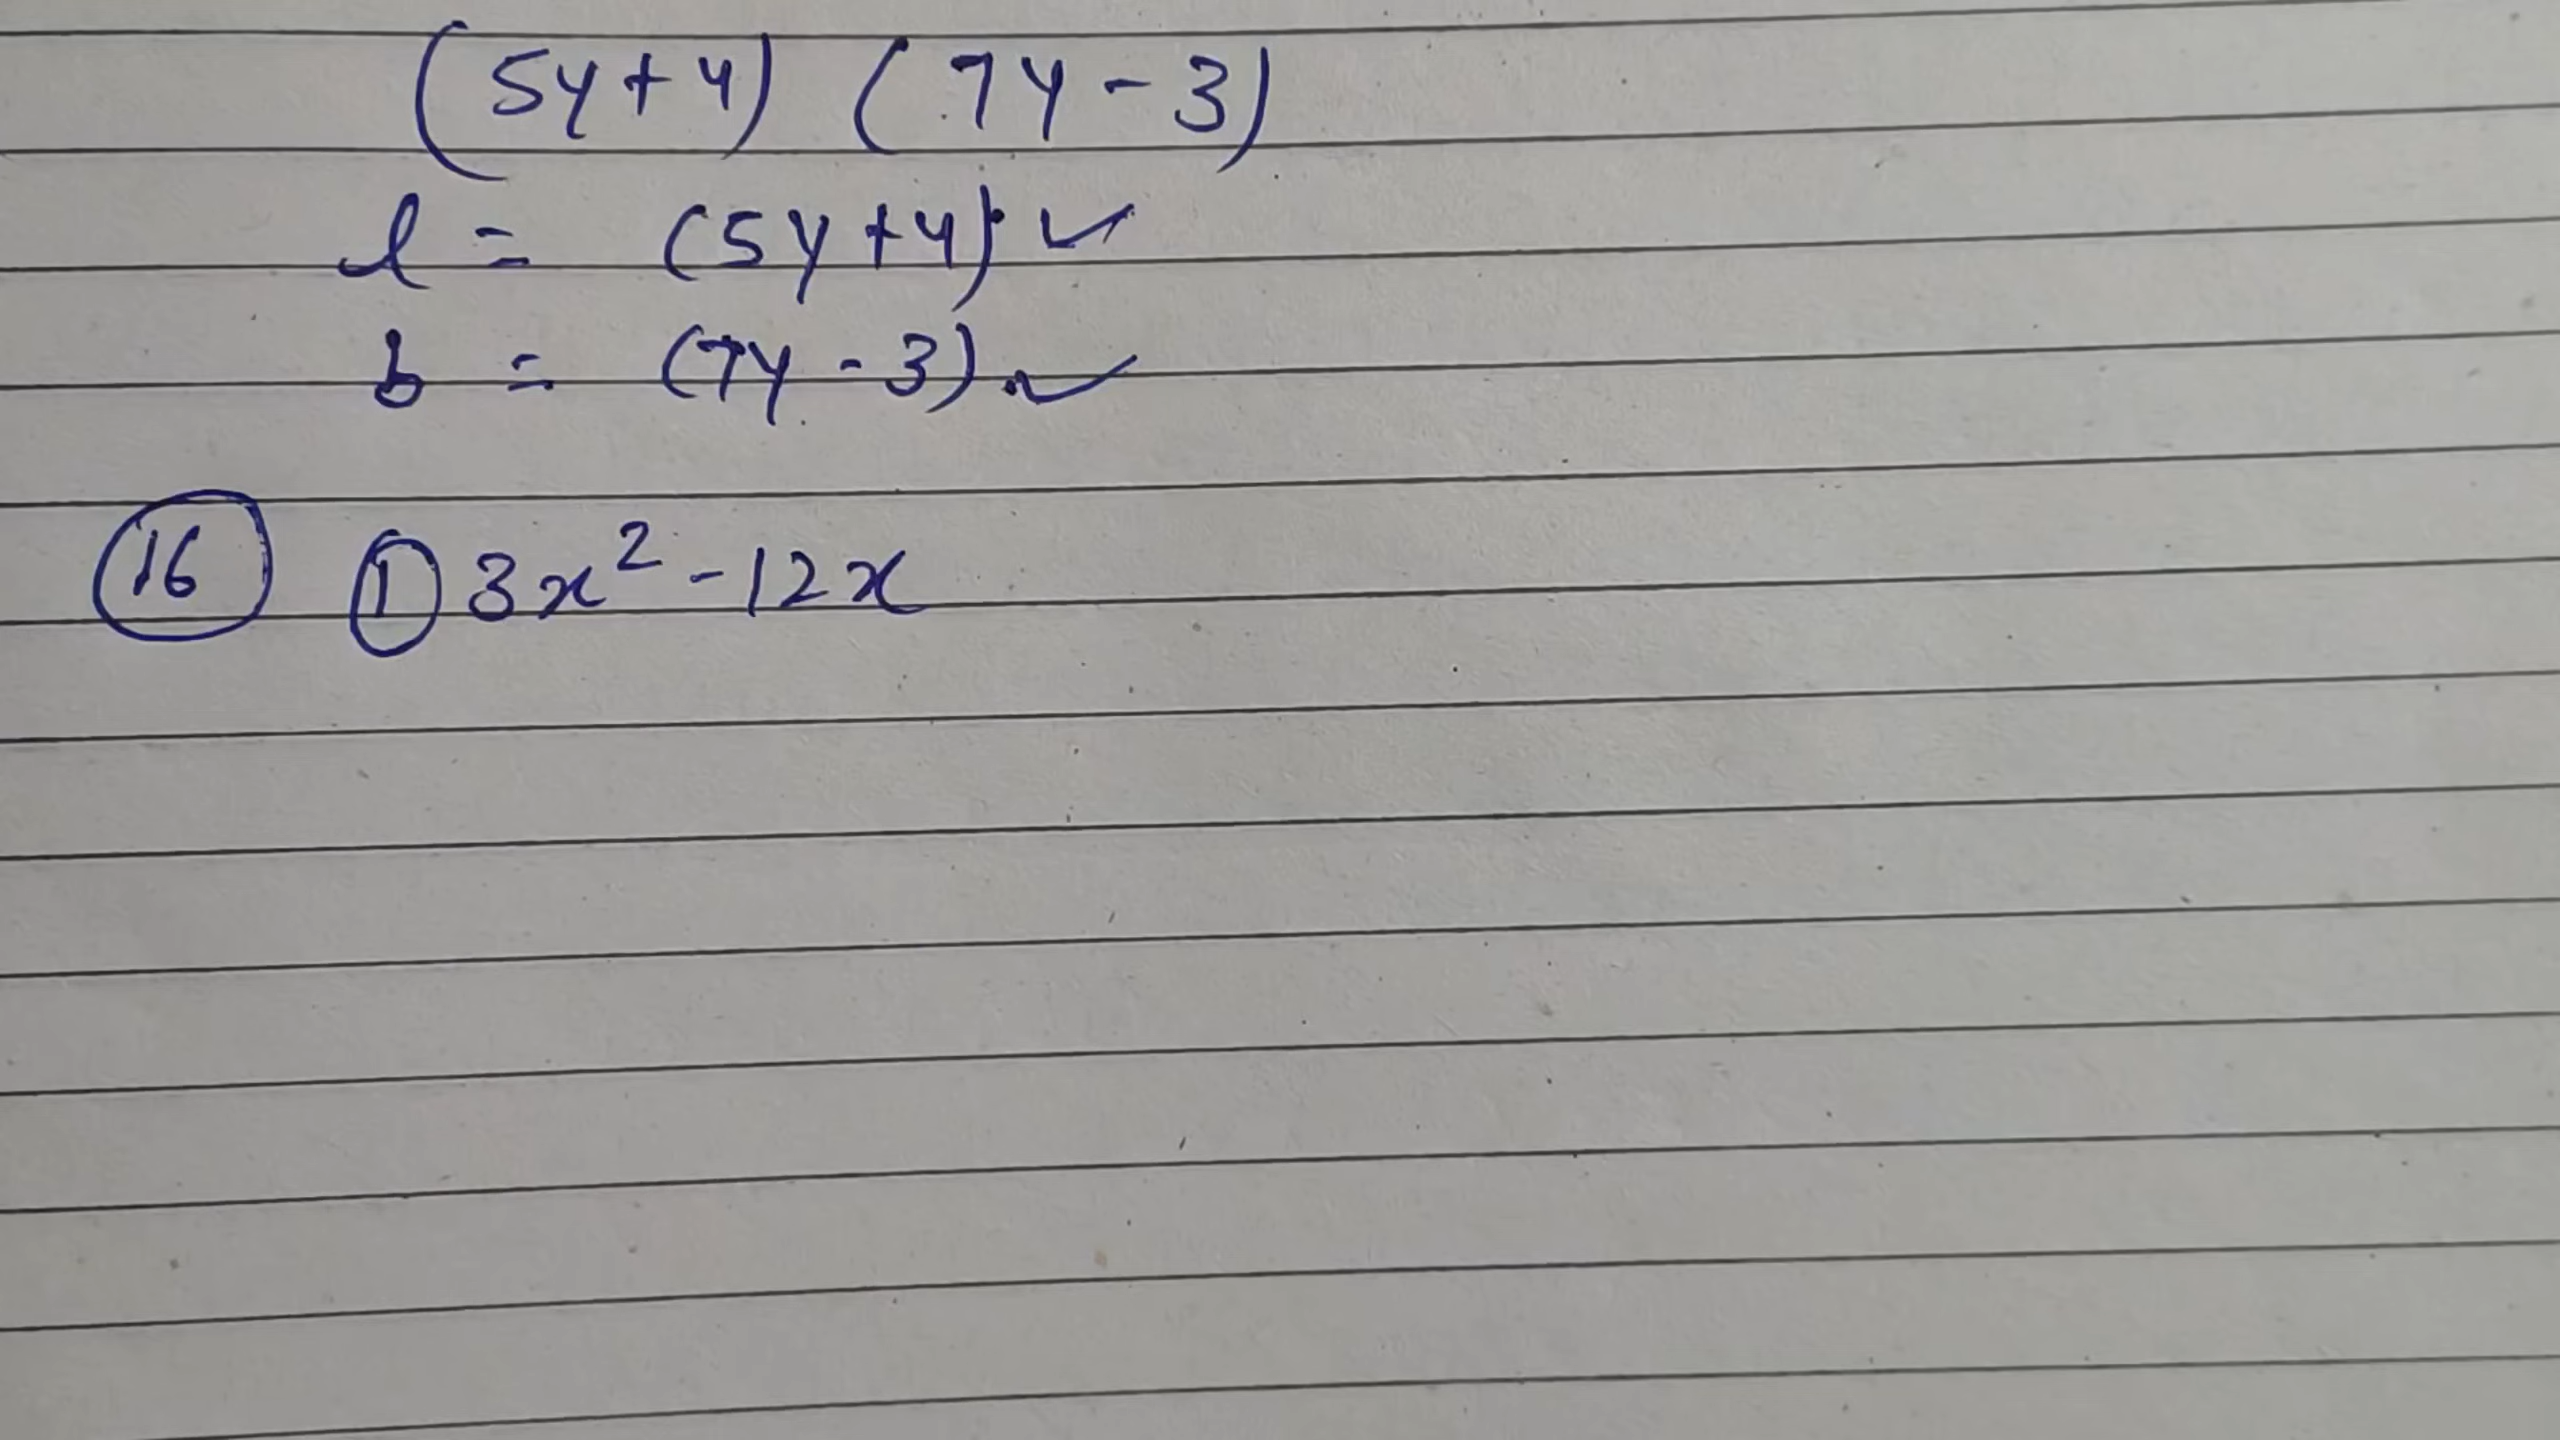 (5y+4) (7y-3)
l = (5y+4) ✓
b = (7y-3) ✓
16 1 3x² - 12x